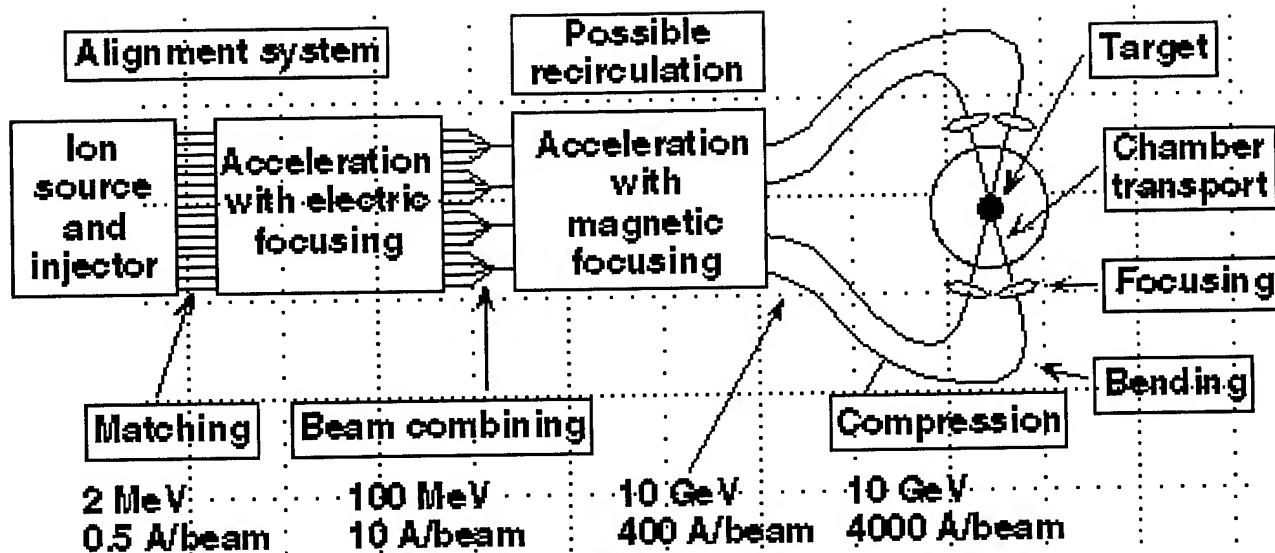 Alignment system
Possible
recirculation
Target
Ion
source
and
injector
Acceleration
with electric
focusing
Acceleration
with
magnetic
focusing
Chamber
transport
Focusing
Bending
Matching
Beam combining
Compression
2 MeV
0.5 A/beam
100 MeV
10 A/beam
10 GeV
400 A/beam
10 GeV
4000 A/beam